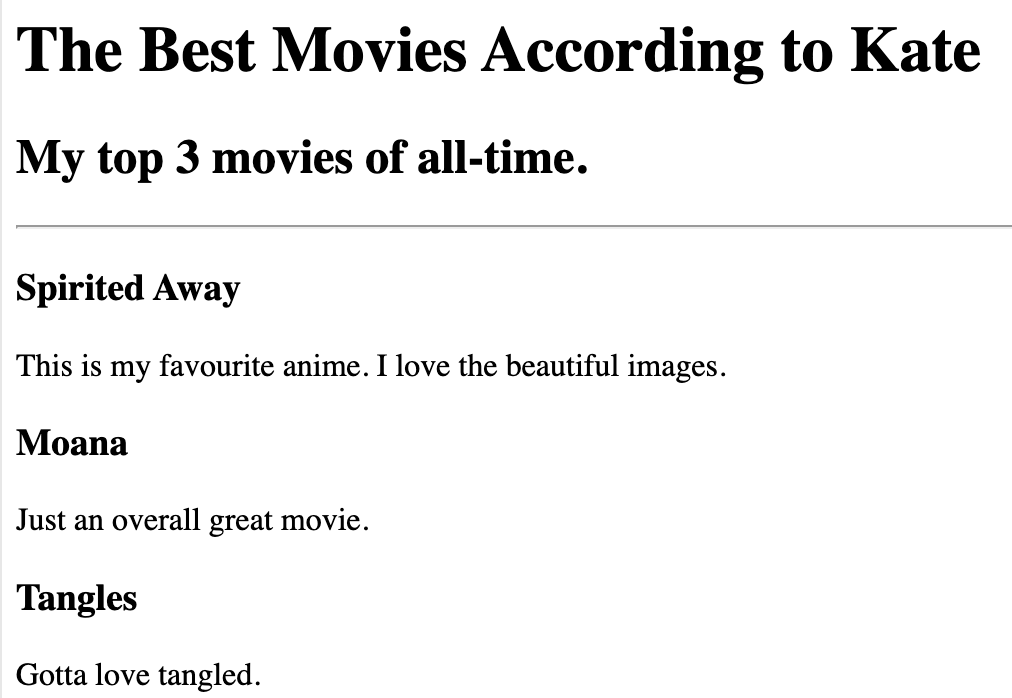 The Best Movies According to Kate
My top 3 movies of all-time.
Spirited Away
This is my favourite anime. I love the beautiful images.
Moana
Just an overall great movie.
Tangles
Gotta love tangled.